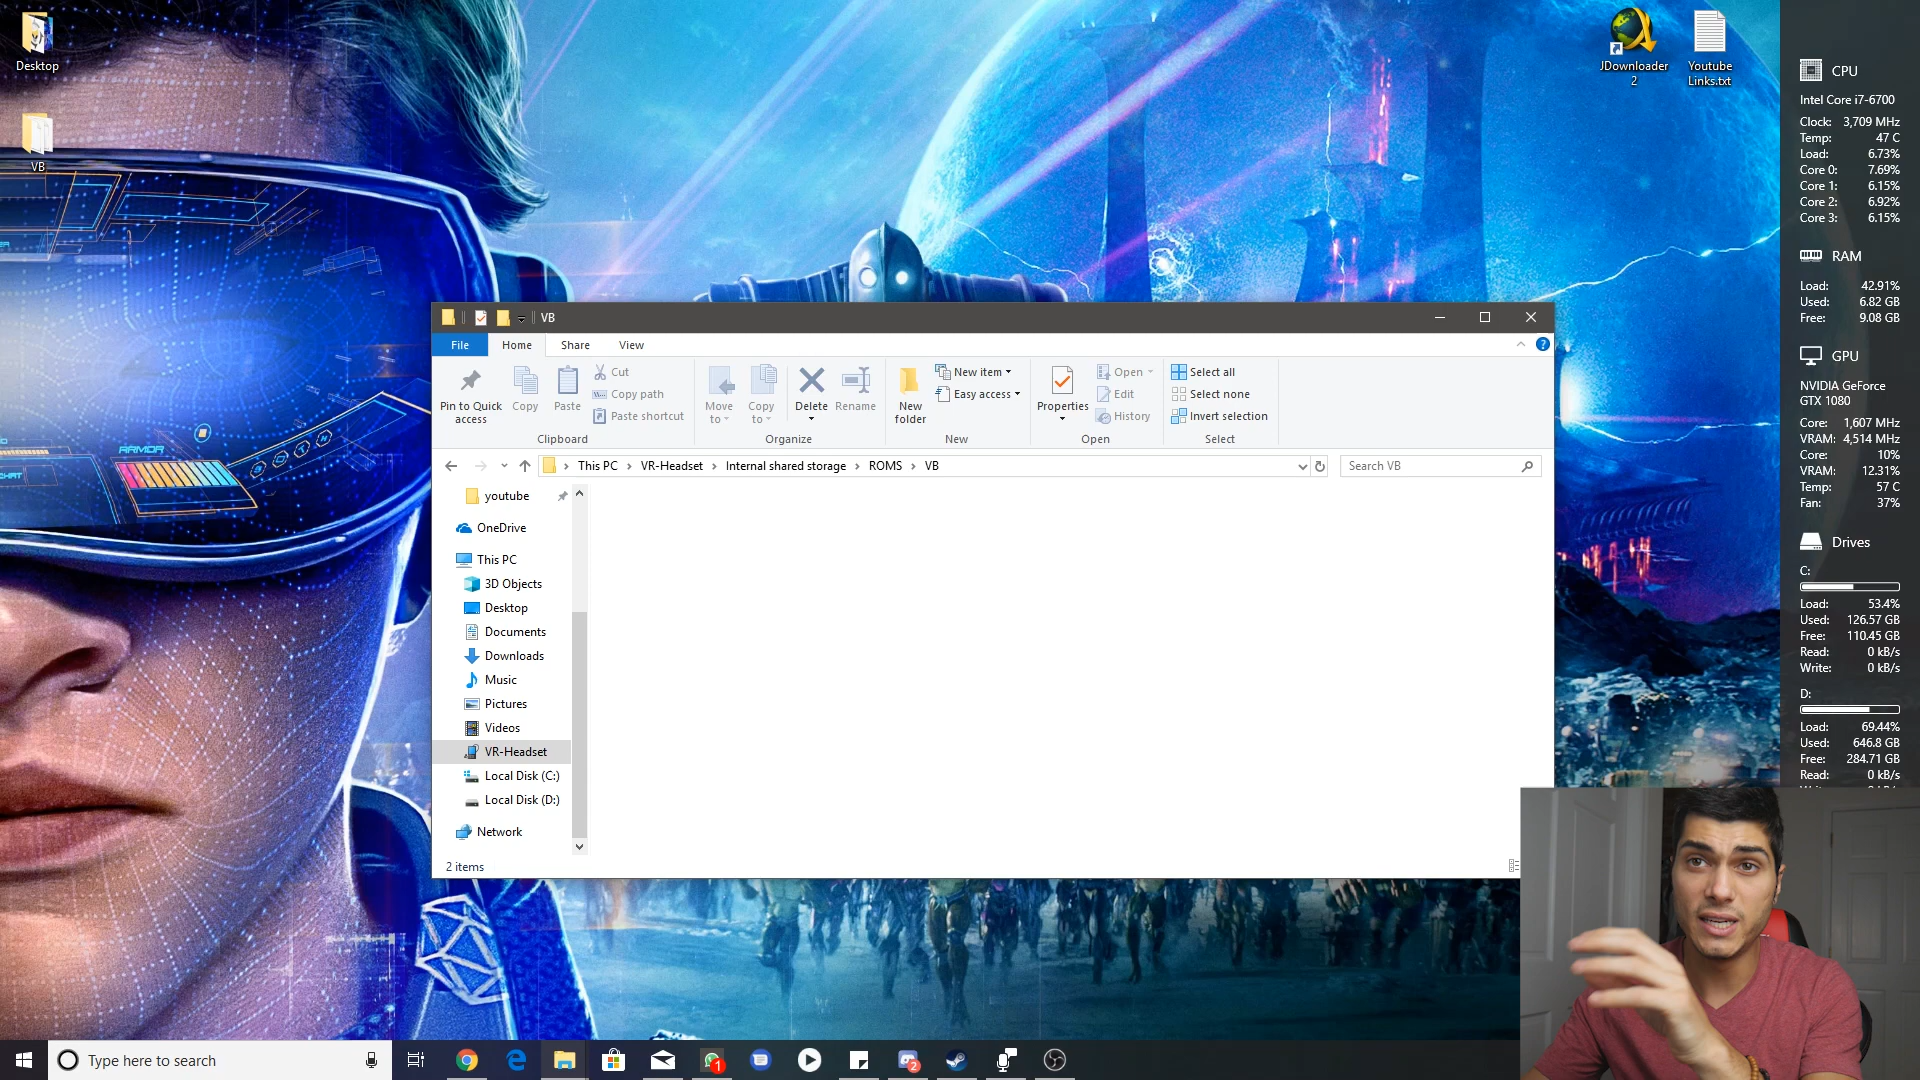 Desktop
VB
JDownloader 2
Youtube Links.txt
VB
File Home Share View
Pin to Quick access
Copy
Paste
Cut
Copy path
Paste shortcut
Clipboard
Move to
Copy to
Delete
Rename
Organize
New folder
New item
Easy access
New
Properties
Open
Edit
History
Open
Select all
Select none
Invert selection
Select
This PC › VR-Headset › Internal shared storage › ROMS › VB
Search VB
youtube
OneDrive
This PC
3D Objects
Desktop
Documents
Downloads
Music
Pictures
Videos
VR-Headset
Local Disk (C:)
Local Disk (D:)
Network
2 items
ARMOR
CPU
Intel Core i7-6700
Clock: 3,709 MHz
Temp: 47 C
Load: 6.73%
Core 0: 7.69%
Core 1: 6.15%
Core 2: 6.92%
Core 3: 6.15%
RAM
Load: 42.91%
Used: 6.82 GB
Free: 9.08 GB
GPU
NVIDIA GeForce
GTX 1080
Core: 1,607 MHz
VRAM: 4,514 MHz
Core: 10%
VRAM: 12.31%
Temp: 57 C
Fan: 37%
Drives
C:
Load: 53.4%
Used: 126.57 GB
Free: 110.45 GB
Read: 0 kB/s
Write: 0 kB/s
D:
Load: 69.44%
Used: 646.8 GB
Free: 284.71 GB
Read: 0 kB/s
Type here to search
1
2